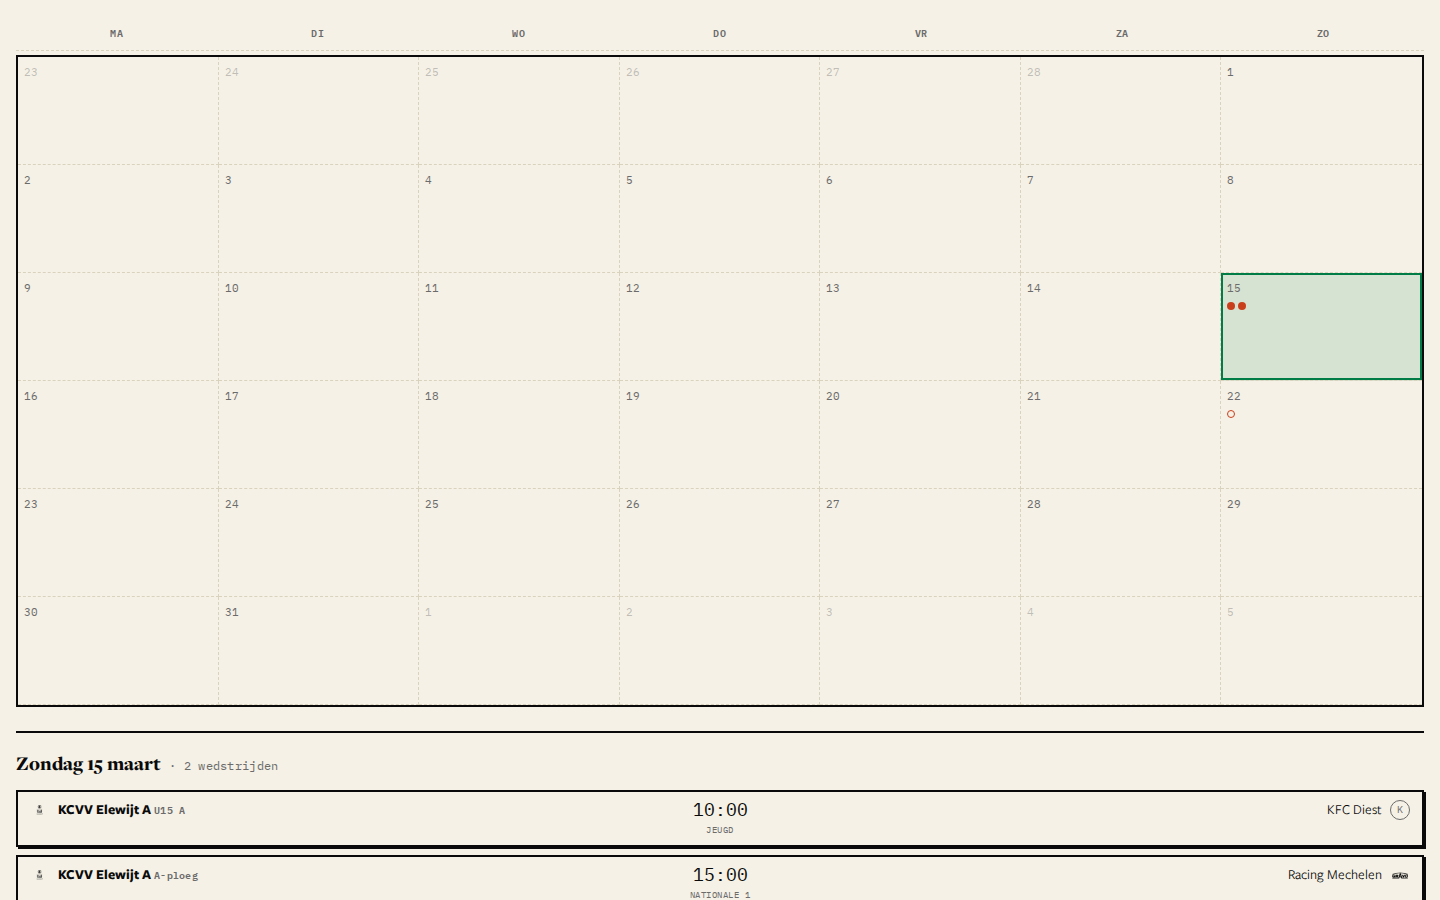 MA DI WO DO VR ZA ZO
23 24 25 26 27 28 1
2 3 4 5 6 7 8
9 10 11 12 13 14 15
16 17 18 19 20 21 22
23 24 25 26 27 28 29
30 31 1 2 3 4 5
Zondag 15 maart · 2 wedstrijden
KCVV Elewijt A U15 A 10:00 KFC Diest K
JEUGD
KCVV Elewijt A A-ploeg 15:00 Racing Mechelen
NATIONALE 1